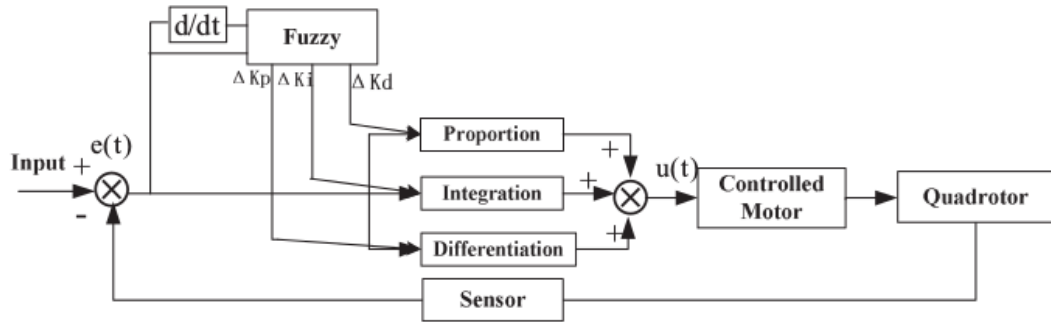 d/dt
Fuzzy
ΔKp
ΔKi
ΔKd
e(t)
Input
+
-
Proportion
+
Integration
+
Differentiation
+
u(t)
Controlled
Motor
Quadrotor
Sensor